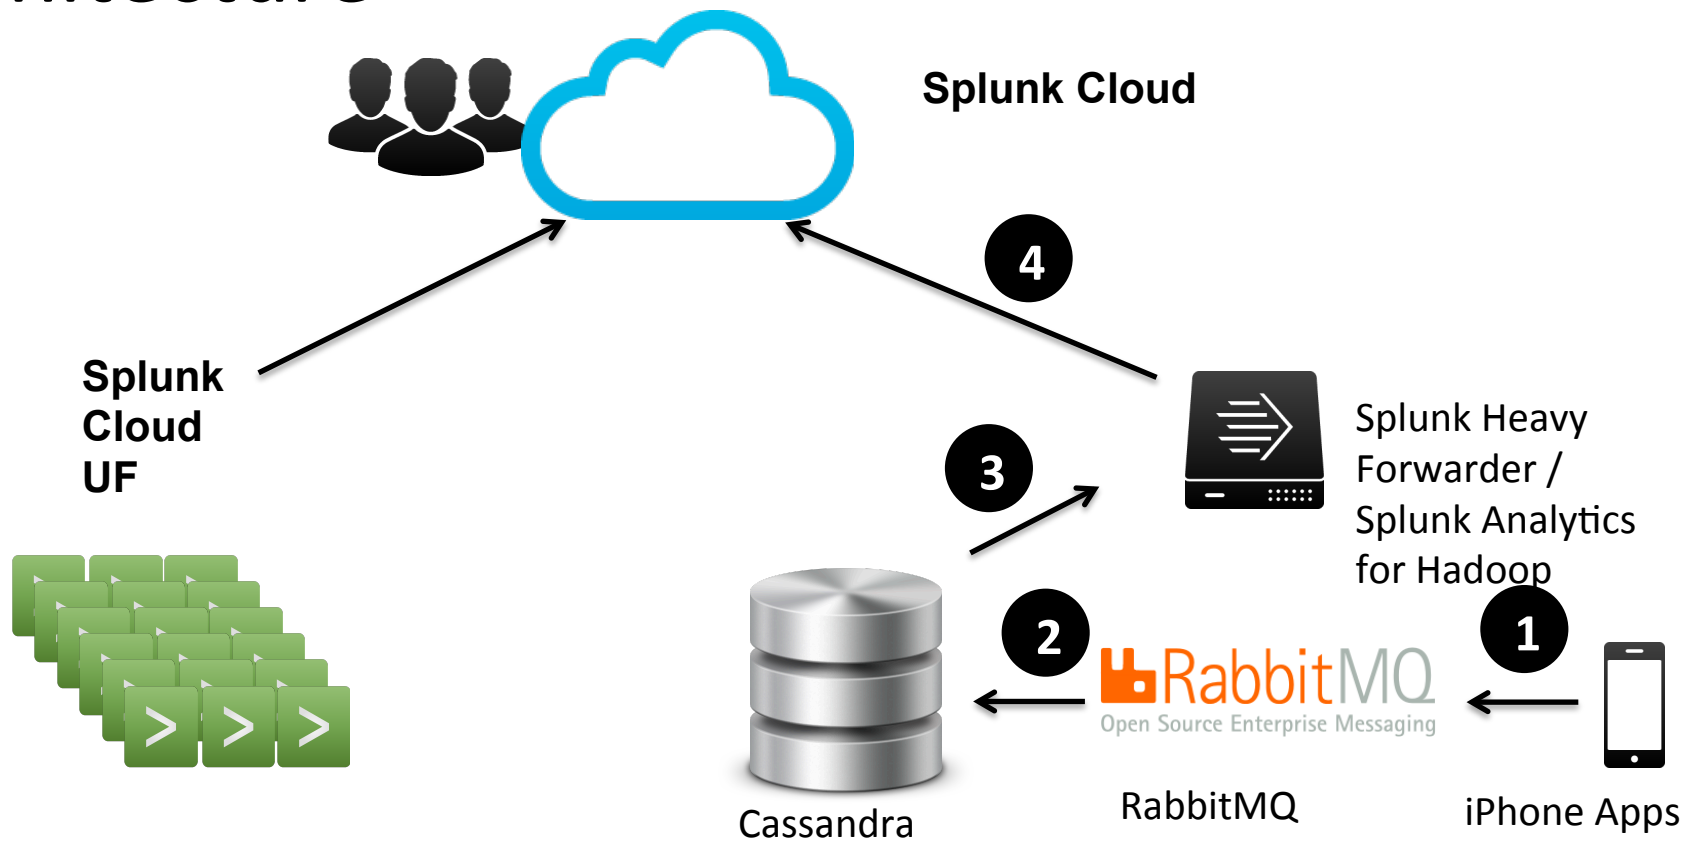 Splunk Cloud
4
Splunk
Cloud
UF
3
Splunk Heavy
Forwarder /
Splunk Analytics
for Hadoop
2
1
RabbitMQ
Open Source Enterprise Messaging
> > >
Cassandra
RabbitMQ
iPhone Apps